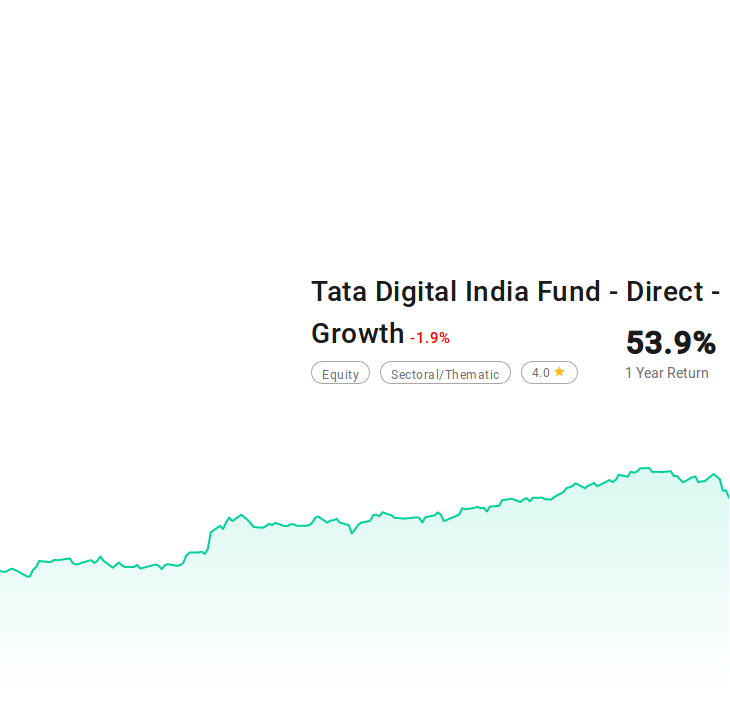 Tata Digital India Fund - Direct -
Growth -1.9%
53.9%
Equity Sectoral/Thematic 4.0
1 Year Return